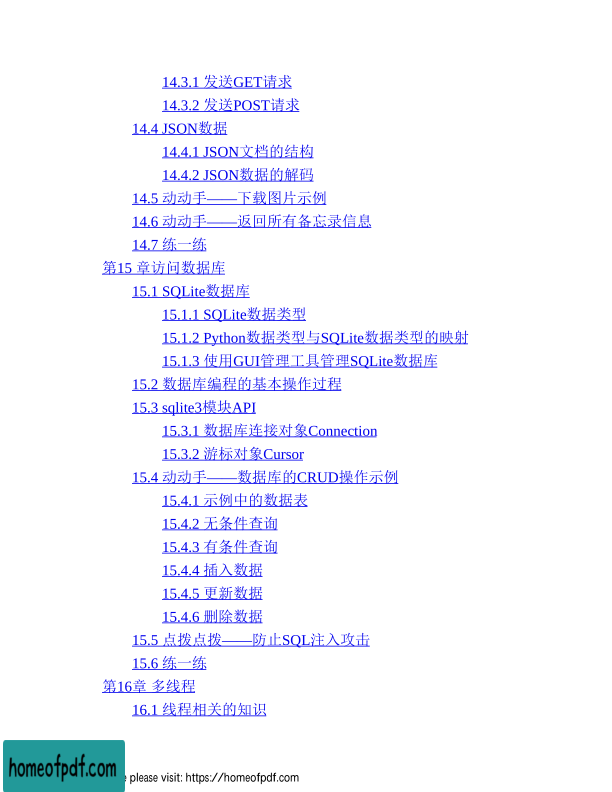 14.3.1 发送GET请求
14.3.2 发送POST请求
14.4 JSON数据
14.4.1 JSON文档的结构
14.4.2 JSON数据的解码
14.5 动动手——下载图片示例
14.6 动动手——返回所有备忘录信息
14.7 练一练
第15 章访问数据库
15.1 SQLite数据库
15.1.1 SQLite数据类型
15.1.2 Python数据类型与SQLite数据类型的映射
15.1.3 使用GUI管理工具管理SQLite数据库
15.2 数据库编程的基本操作过程
15.3 sqlite3模块API
15.3.1 数据库连接对象Connection
15.3.2 游标对象Cursor
15.4 动动手——数据库的CRUD操作示例
15.4.1 示例中的数据表
15.4.2 无条件查询
15.4.3 有条件查询
15.4.4 插入数据
15.4.5 更新数据
15.4.6 删除数据
15.5 点拨点拨——防止SQL注入攻击
15.6 练一练
第16章 多线程
16.1 线程相关的知识
homeofpdf.com
please visit: https://homeofpdf.com